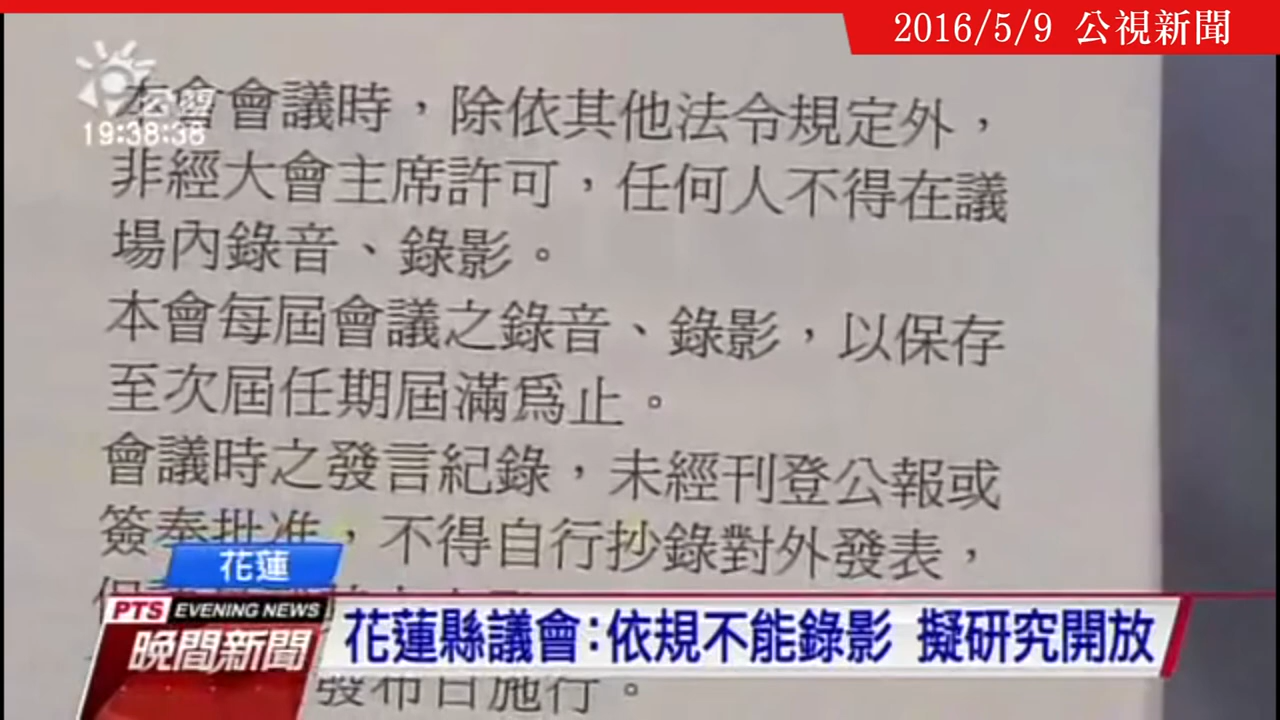 2016/5/9 公視新聞
公視
19:38:38
本會會議時，除依其他法令規定外，
非經大會主席許可，任何人不得在議
場內錄音、錄影。
本會每屆會議之錄音、錄影，以保存
至次屆任期屆滿為止。
會議時之發言紀錄，未經刊登公報或
簽奉批准，不得自行抄錄對外發表，
花蓮
PTS EVENING NEWS
晚間新聞
花蓮縣議會：依規不能錄影 擬研究開放
發布日施行。